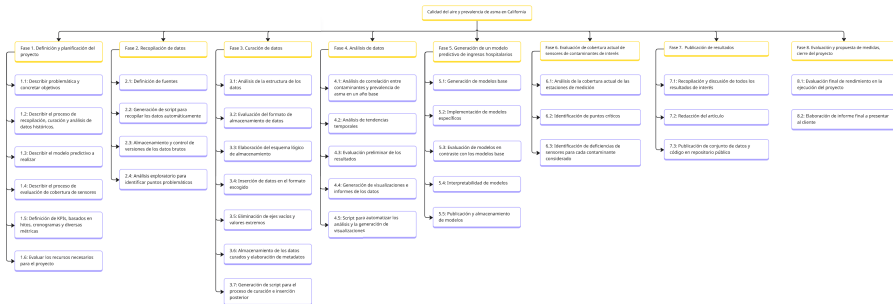 Calidad del aire y prevalencia de asma en California
Fase 1. Definición y planificación del
proyecto
1.1: Describir problemática y
concretar objetivos
1.2: Describir el proceso de
recopilación, curación y análisis de
datos históricos.
1.3: Describir el modelo predictivo a
realizar
1.4: Describir el proceso de
evaluación de cobertura de sensores
1.5: Definición de KPIs, basados en
hitos, cronogramas y diversas
métricas
1.6: Evaluar los recursos necesarios
para el proyecto
Fase 2. Recopilación de datos
2.1: Definición de fuentes
2.2: Generación de script para
recopilar los datos automáticamente
2.3: Almacenamiento y control de
versiones de los datos brutos
2.4: Análisis exploratorio para
identificar puntos problemáticos
Fase 3. Curación de datos
3.1: Análisis de la estructura de los
datos
3.2: Evaluación del formato de
almacenamiento de datos
3.3: Elaboración del esquema lógico
de almacenamiento
3.4: Inserción de datos en el formato
escogido
3.5: Eliminación de ejes vacíos y
valores extremos
3.6: Almacenamiento de los datos
curados y elaboración de metadatos
3.7: Generación de script para el
proceso de curación e inserción
posterior
Fase 4. Análisis de datos
4.1: Análisis de correlación entre
contaminantes y prevalencia de
asma en un año base
4.2: Análisis de tendencias
temporales
4.3: Evaluación preliminar de los
resultados
4.4: Generación de visualizaciones e
informes de los datos
4.5: Script para automatizar los
análisis y la generación de
visualizaciones
Fase 5. Generación de un modelo
predictivo de ingresos hospitalarios
5.1: Generación de modelos base
5.2: Implementación de modelos
específicos
5.3: Evaluación de modelos en
contraste con los modelos base
5.4: Interpretabilidad de modelos
5.5: Publicación y almacenamiento
de modelos
Fase 6. Evaluación de cobertura actual de
sensores de contaminantes de interés
6.1: Análisis de la cobertura actual de las
estaciones de medición
6.2: Identificación de puntos críticos
6.3: Identificación de deficiencias de
sensores para cada contaminante
considerado
Fase 7. Publicación de resultados
7.1: Recopilación y discusión de todos los
resultados de interés
7.2: Redacción del artículo
7.3: Publicación de conjunto de datos y
código en repositorio público
Fase 8. Evaluación y propuesta de medidas,
cierre del proyecto
8.1: Evaluación final de rendimiento en la
ejecución del proyecto
8.2: Elaboración de informe final a presentar
al cliente